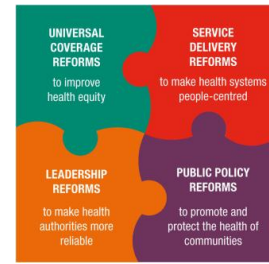 UNIVERSAL
COVERAGE
REFORMS
to improve
health equity
SERVICE
DELIVERY
REFORMS
to make health systems
people-centred
LEADERSHIP
REFORMS
to make health
authorities more
reliable
PUBLIC POLICY
REFORMS
to promote and
protect the health of
communities